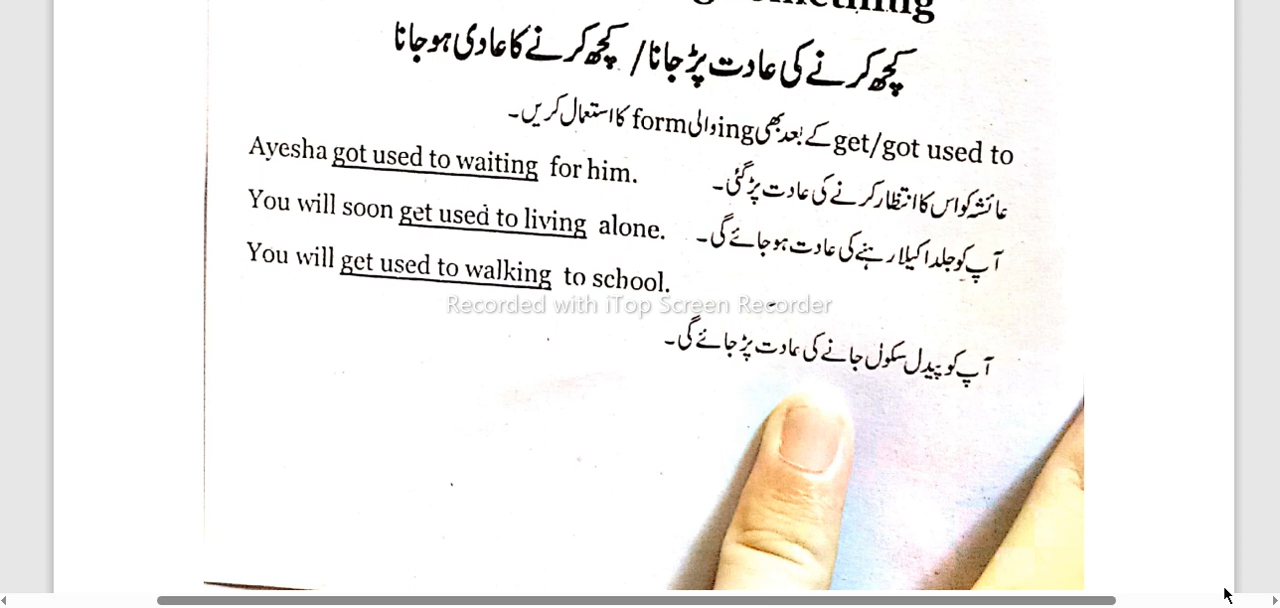 something
کچھ کرنے کی عادت پڑ جانا / کچھ کرنے کا عادی ہو جانا
get/got used to کے بعد بھی ing والی form کا استعمال کریں۔
Ayesha got used to waiting for him. عائشہ کو اس کا انتظار کرنے کی عادت پڑ گئی۔
You will soon get used to living alone. آپ کو جلد اکیلا رہنے کی عادت ہو جائے گی۔
You will get used to walking to school.
Recorded with iTop Screen Recorder
آپ کو پیدل سکول جانے کی عادت پڑ جائے گی۔